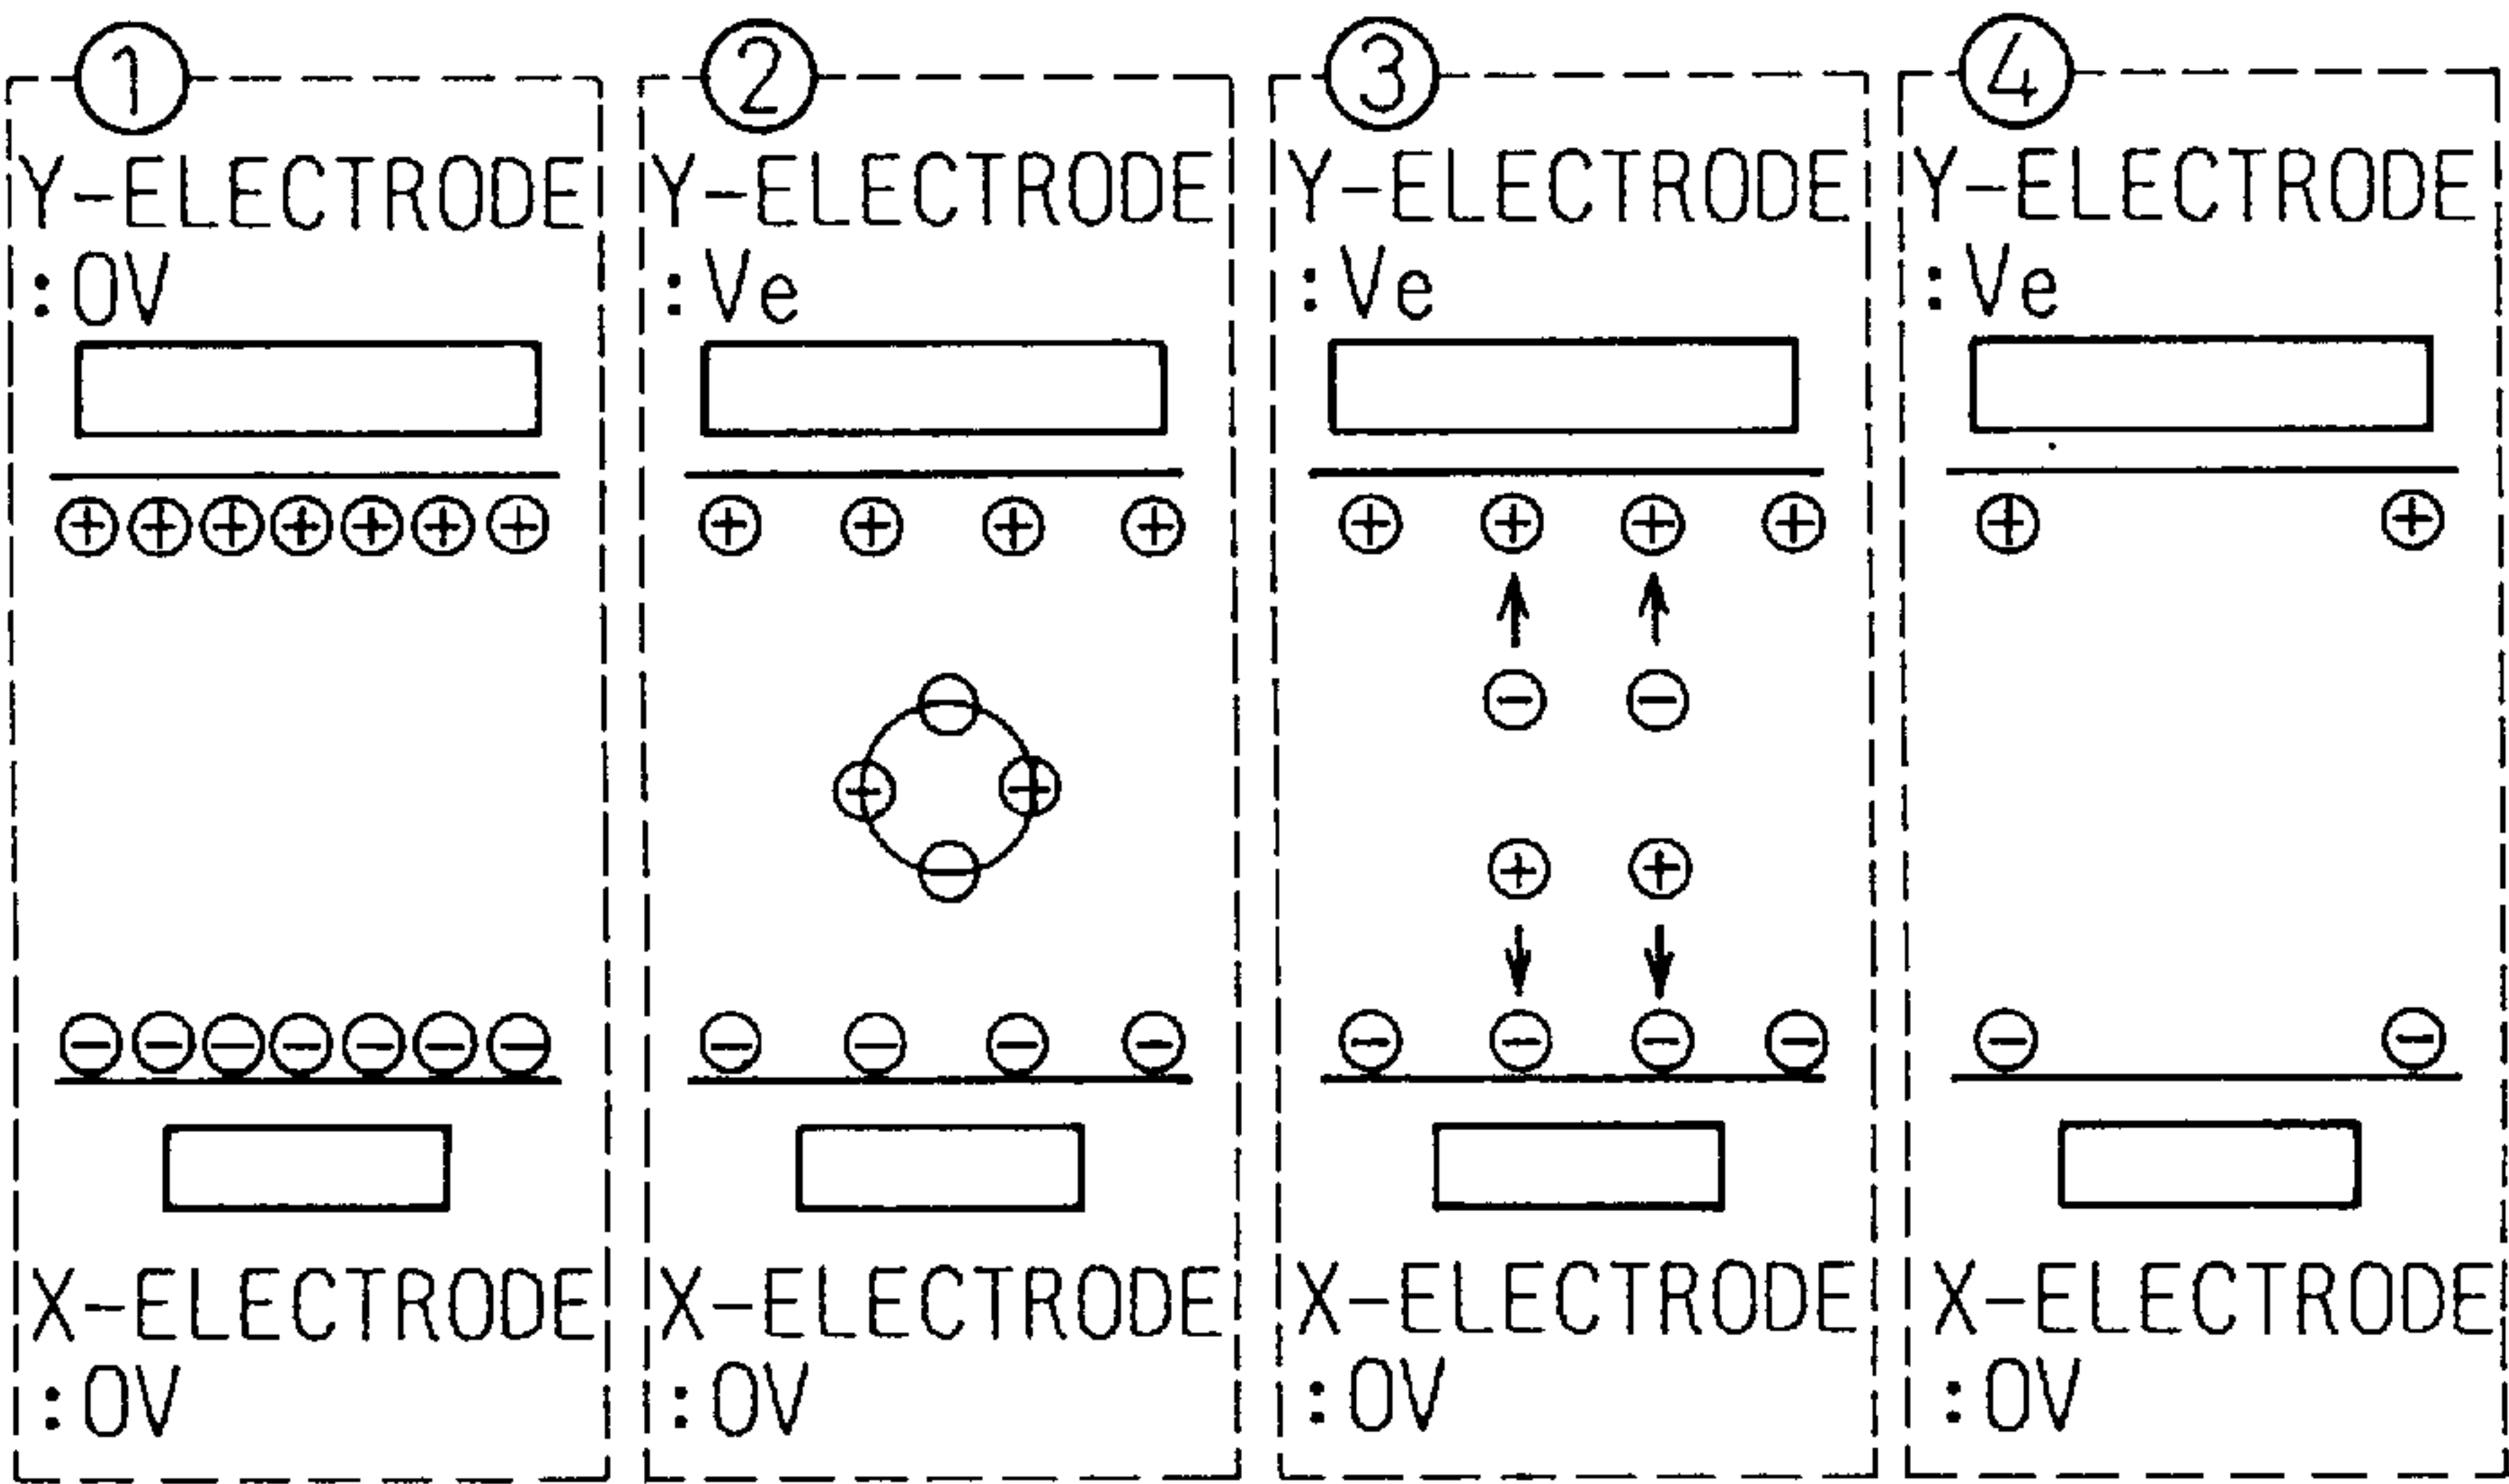 ①
Y-ELECTRODE
:0V
⊕⊕⊕⊕⊕⊕⊕
⊖⊖⊖⊖⊖⊖⊖
X-ELECTRODE
:0V
②
Y-ELECTRODE
:Ve
⊕ ⊕ ⊕ ⊕
⊖
⊕ ⊕
⊖
⊖ ⊖ ⊖ ⊖
X-ELECTRODE
:0V
③
Y-ELECTRODE
:Ve
⊕ ⊕ ⊕ ⊕
⊖ ⊖
⊕ ⊕
⊖ ⊖ ⊖ ⊖
X-ELECTRODE
:0V
④
Y-ELECTRODE
:Ve
⊕ ⊕
⊖ ⊖
X-ELECTRODE
:0V